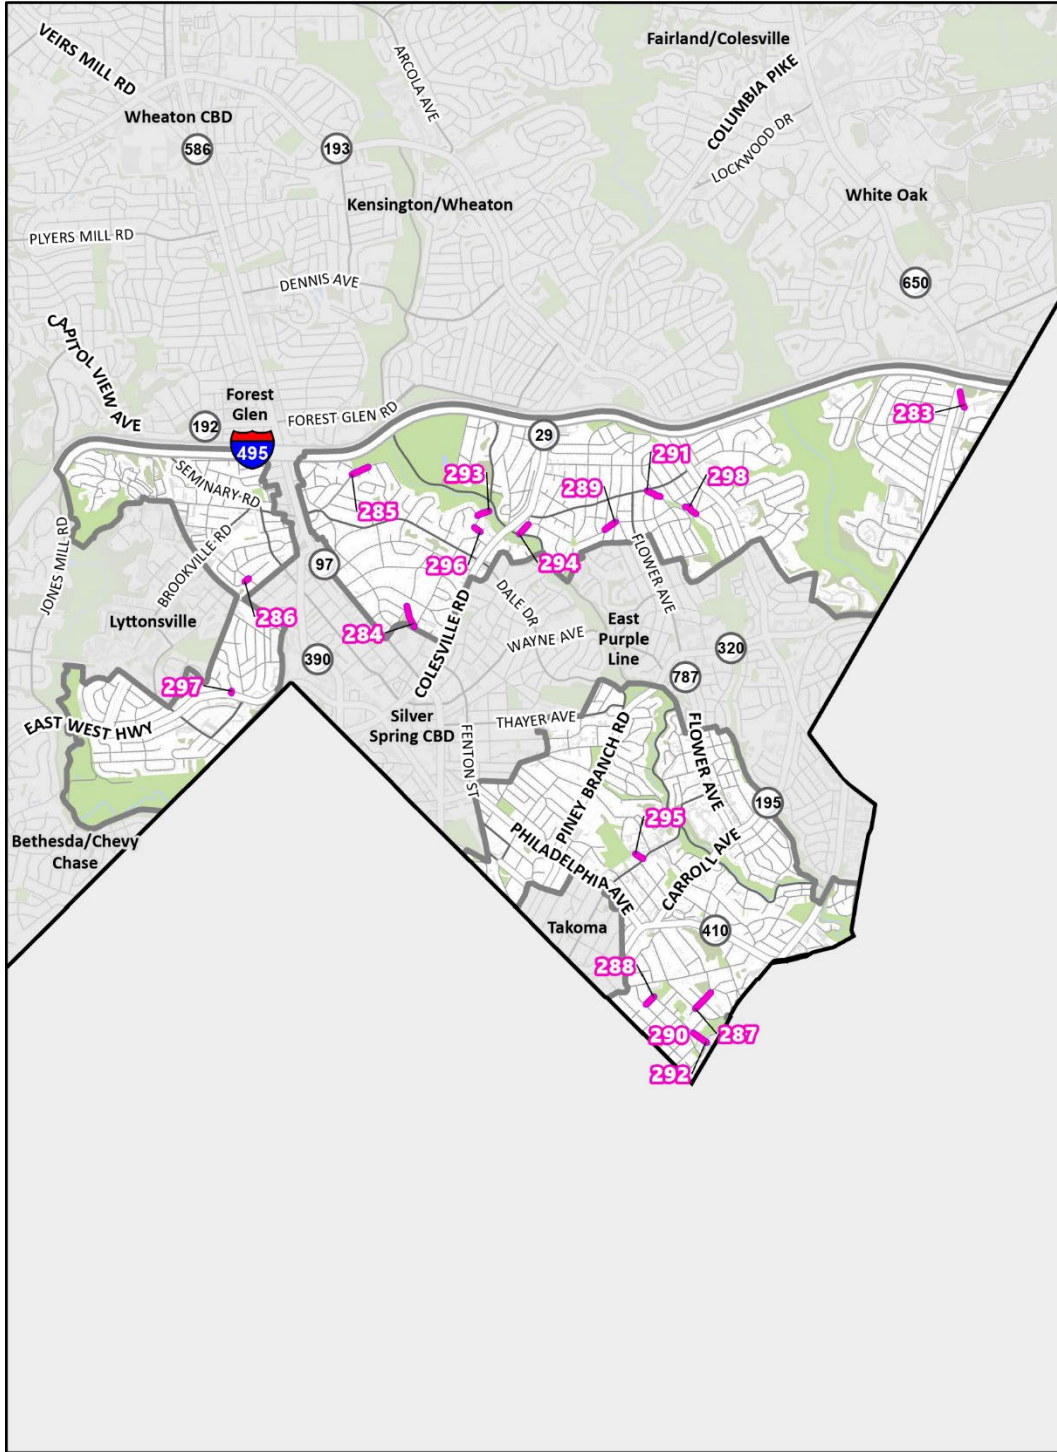 Fairland/Colesville
VEIRS MILL RD
ARCOLA AVE
COLUMBIA PIKE
Wheaton CBD
586
193
LOCKWOOD DR
White Oak
Kensington/Wheaton
PLYERS MILL RD
DENNIS AVE
650
CAPITOL VIEW AVE
Forest
Glen
FOREST GLEN RD
283
192
29
495
SEMINARY RD
293
291
298
289
285
JONES MILL RD
BROOKVILLE RD
97
296
294
FLOWER AVE
DALE DR
286
Lyttonsville
284
COLESVILLE RD
WAYNE AVE
East
Purple
Line
320
390
787
297
EAST WEST HWY
Silver
Spring CBD
THAYER AVE
FENTON ST
PINEY BRANCH RD
FLOWER AVE
195
295
Bethesda/Chevy
Chase
PHILADELPHIA AVE
CARROLL AVE
Takoma
410
288
290
287
292